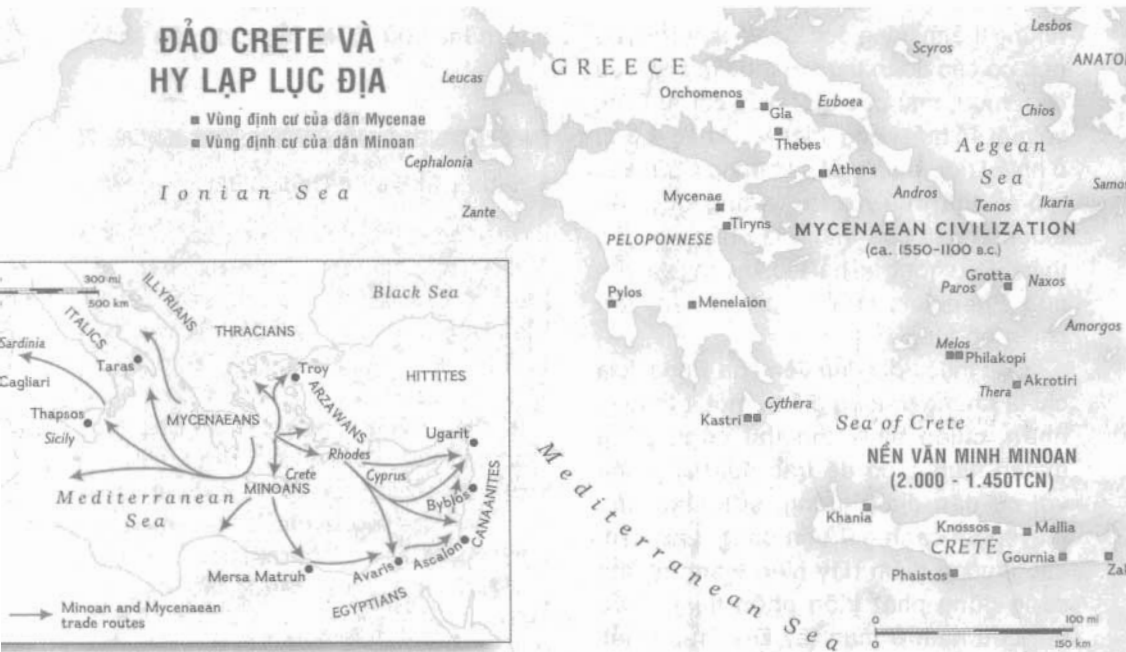 ĐẢO CRETE VÀ
HY LẠP LỤC ĐỊA
■ Vùng định cư của dân Mycenae
■ Vùng định cư của dân Minoan
Ionian Sea
Leucas
Cephalonia
Zante
GREECE
Scyros
Lesbos
Orchomenos
Gla
Thebes
Euboea
Chios
Aegean
Sea
Athens
Andros
Tenos
Ikaria
Mycenae
Tiryns
PELOPONNESE
MYCENAEAN CIVILIZATION
(ca. 1550-1100 B.C.)
Grotta
Paros
Naxos
Pylos
Menelaion
Amorgos
Melos
Philakopi
Thera
Akrotiri
Kastri
Cythera
Sea of Crete
NỀN VĂN MINH MINOAN
(2.000 - 1.450TCN)
Khania
Knossos
Mallia
CRETE
Gournia
Phaistos
Mediterranean Sea
0 100 mi
0 150 km
300 mi
500 km
ILLYRIANS
Black Sea
ITALICS
THRACIANS
Sardinia
Taras
Troy
HITTITES
Cagliari
ARZAWANS
Thapsos
MYCENAEANS
Sicily
Rhodes
Ugarit
Crete
Cyprus
MINOANS
Mediterranean
Sea
Byblos
CANAANITES
Mersa Matruh
Avaris
Ascalon
EGYPTIANS
Minoan and Mycenaean
trade routes